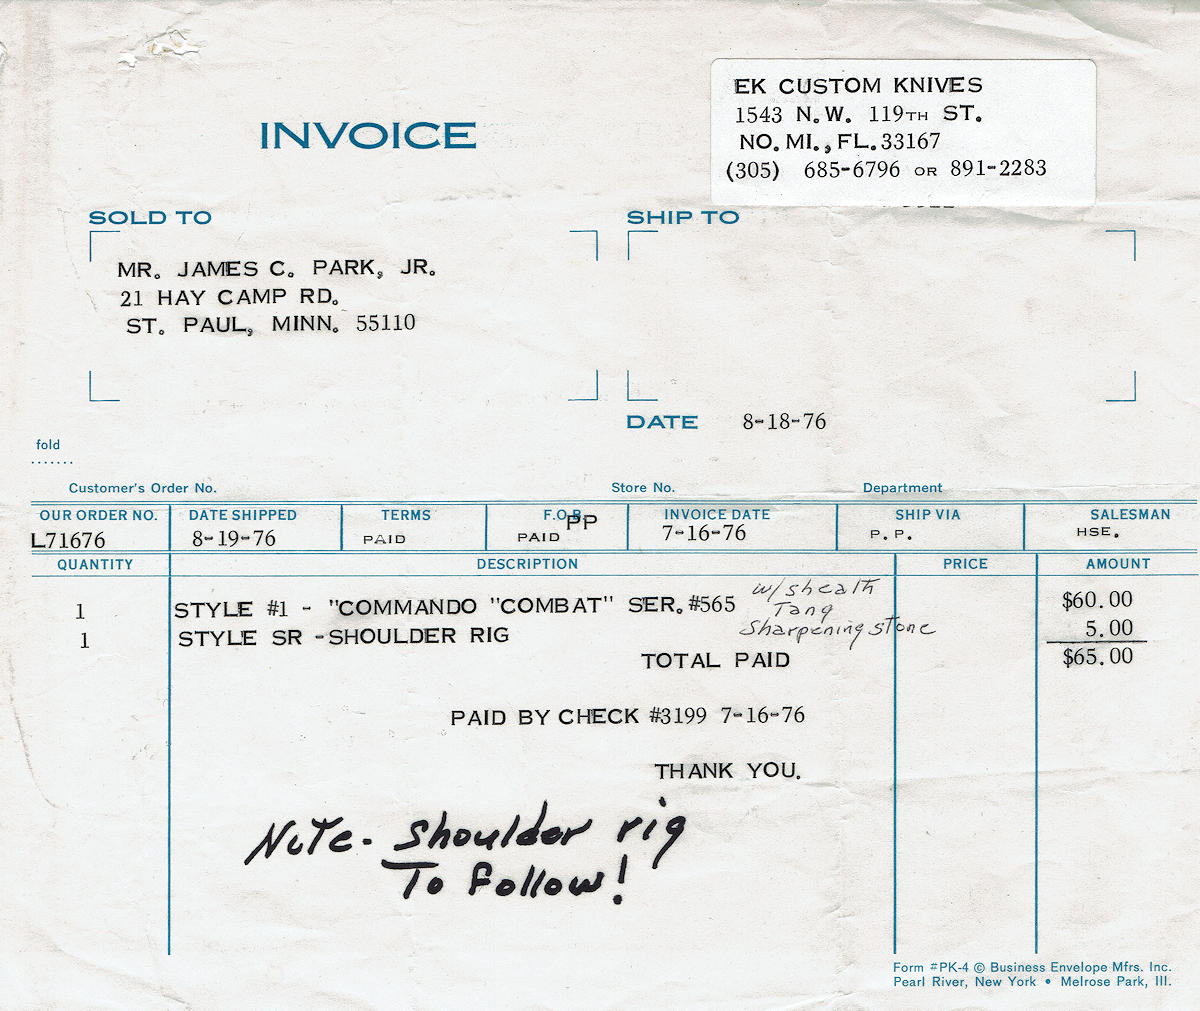 EK CUSTOM KNIVES
1543 N.W. 119TH ST.
NO. MI., FL. 33167
(305) 685-6796 OR 891-2283
INVOICE
SOLD TO
SHIP TO
MR. JAMES C. PARK, JR.
21 HAY CAMP RD.
ST. PAUL, MINN. 55110
DATE 8-18-76
fold
Customer's Order No. Store No. Department
OUR ORDER NO. DATE SHIPPED TERMS F.O.B. INVOICE DATE SHIP VIA SALESMAN
L71676 8-19-76 PAID PAID PP 7-16-76 P.P. HSE.
QUANTITY DESCRIPTION PRICE AMOUNT
1 STYLE #1 - "COMMANDO "COMBAT" SER. #565 $60.00
w/sheath
Tang
Sharpening stone
1 STYLE SR - SHOULDER RIG 5.00
TOTAL PAID $65.00
PAID BY CHECK #3199 7-16-76
THANK YOU.
Note- Shoulder rig
To follow!
Form #PK-4 © Business Envelope Mfrs. Inc.
Pearl River, New York • Melrose Park, Ill.